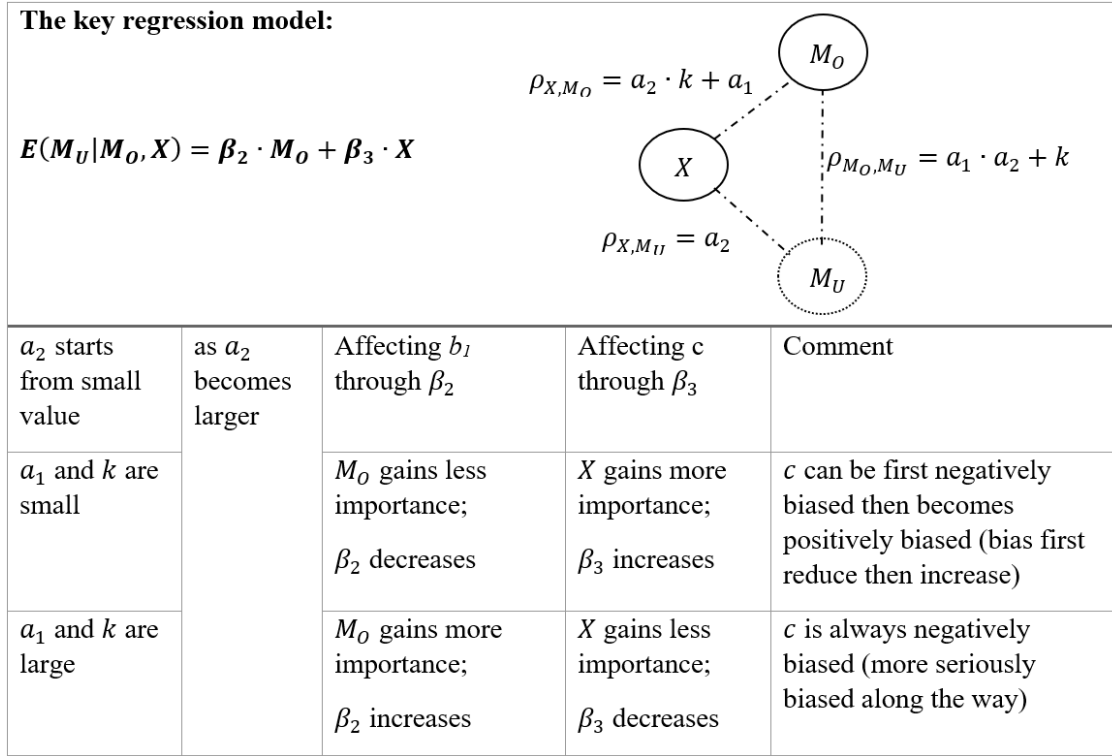 The key regression model:
M_O
ρ_{X,M_O} = a_2 · k + a_1
E(M_U|M_O, X) = β_2 · M_O + β_3 · X
X
ρ_{M_O,M_U} = a_1 · a_2 + k
ρ_{X,M_U} = a_2
M_U
a_2 starts
from small
value
as a_2
becomes
larger
Affecting b_1
through β_2
Affecting c
through β_3
Comment
a_1 and k are
small
M_O gains less
importance;
β_2 decreases
X gains more
importance;
β_3 increases
c can be first negatively
biased then becomes
positively biased (bias first
reduce then increase)
a_1 and k are
large
M_O gains more
importance;
β_2 increases
X gains less
importance;
β_3 decreases
c is always negatively
biased (more seriously
biased along the way)